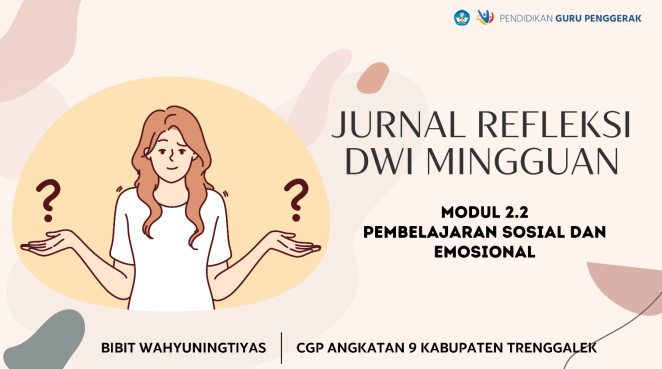 PENDIDIKAN GURU PENGGERAK
JURNAL REFLEKSI
DWI MINGGUAN
MODUL 2.2
PEMBELAJARAN SOSIAL DAN
EMOSIONAL
? ?
BIBIT WAHYUNINGTIYAS
CGP ANGKATAN 9 KABUPATEN TRENGGALEK